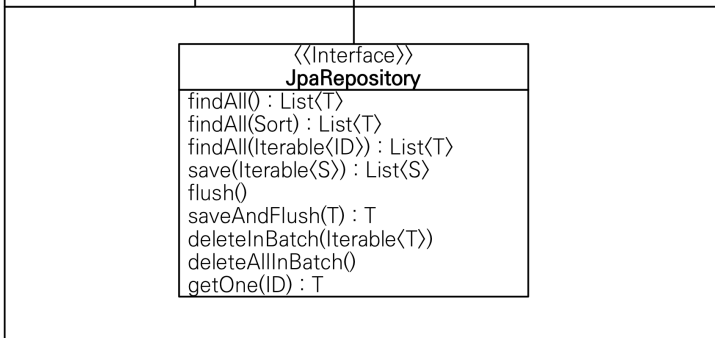 〈〈Interface〉〉
JpaRepository
findAll() : List〈T〉
findAll(Sort) : List〈T〉
findAll(Iterable〈ID〉) : List〈T〉
save(Iterable〈S〉) : List〈S〉
flush()
saveAndFlush(T) : T
deleteInBatch(Iterable〈T〉)
deleteAllInBatch()
getOne(ID) : T